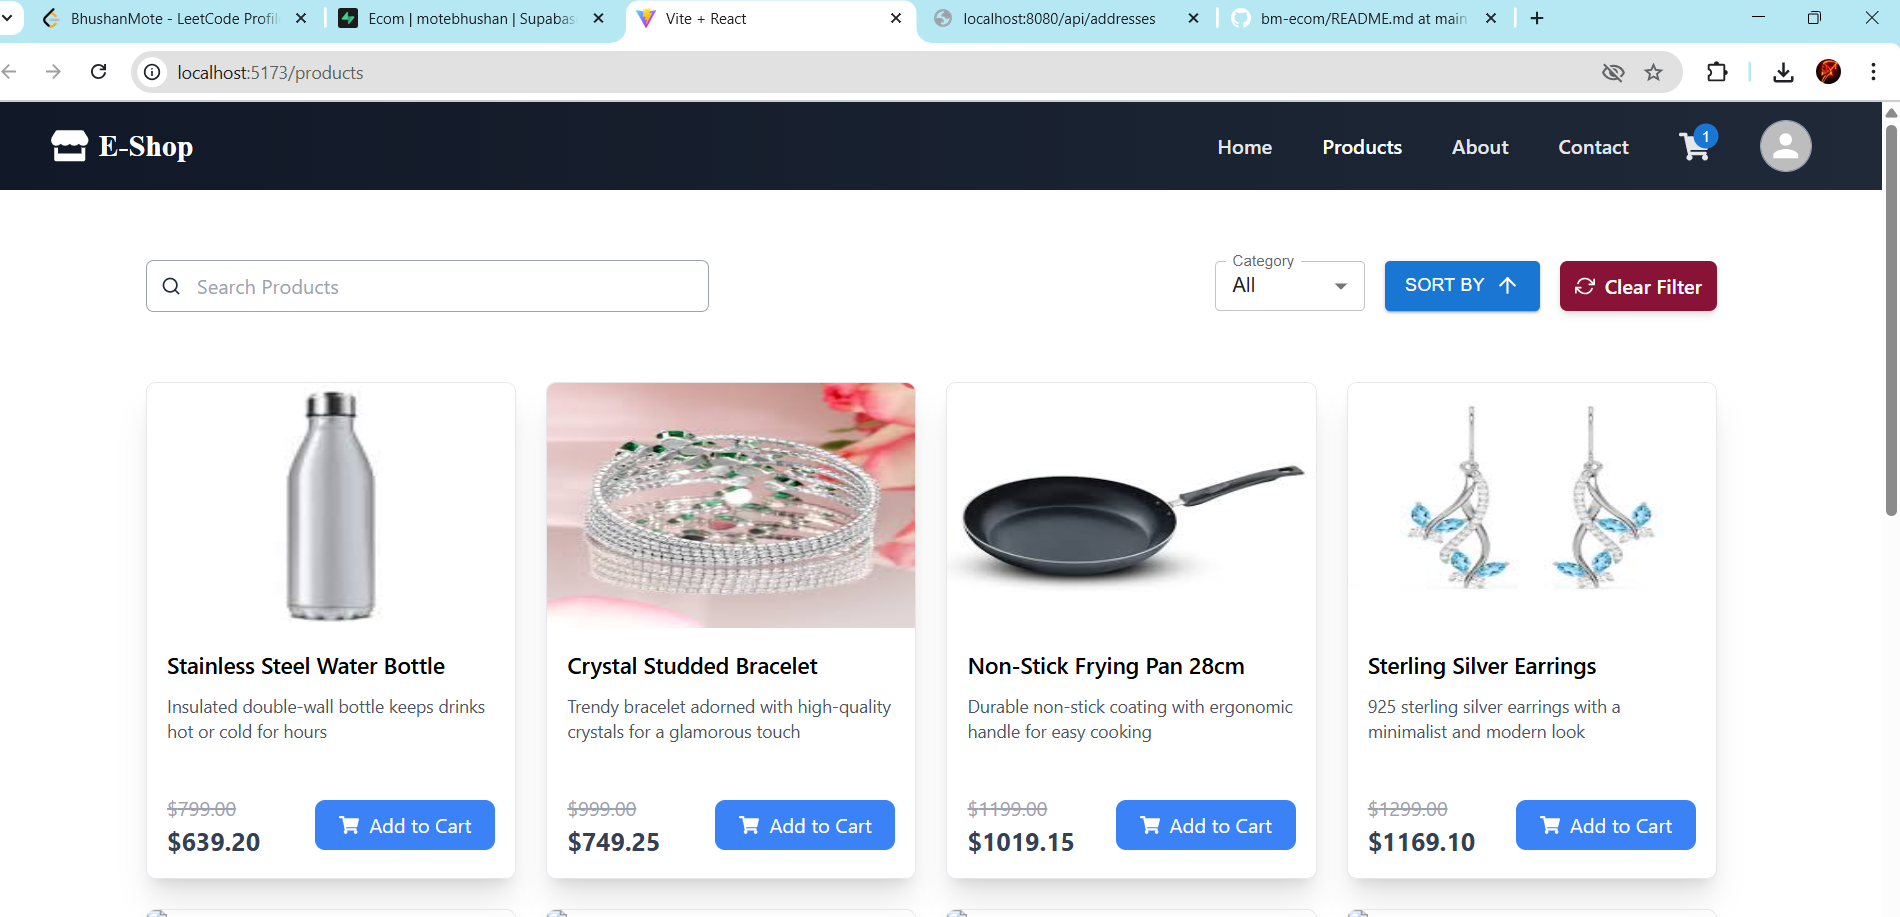 BhushanMote - LeetCode Profil
Ecom | motebhushan | Supabas
Vite + React
localhost:8080/api/addresses
bm-ecom/README.md at main
localhost:5173/products
E-Shop
Home
Products
About
Contact
1
Search Products
Category
All
SORT BY
Clear Filter
Stainless Steel Water Bottle
Insulated double-wall bottle keeps drinks
hot or cold for hours
$799.00
$639.20
Add to Cart
Crystal Studded Bracelet
Trendy bracelet adorned with high-quality
crystals for a glamorous touch
$999.00
$749.25
Add to Cart
Non-Stick Frying Pan 28cm
Durable non-stick coating with ergonomic
handle for easy cooking
$1199.00
$1019.15
Add to Cart
Sterling Silver Earrings
925 sterling silver earrings with a
minimalist and modern look
$1299.00
$1169.10
Add to Cart